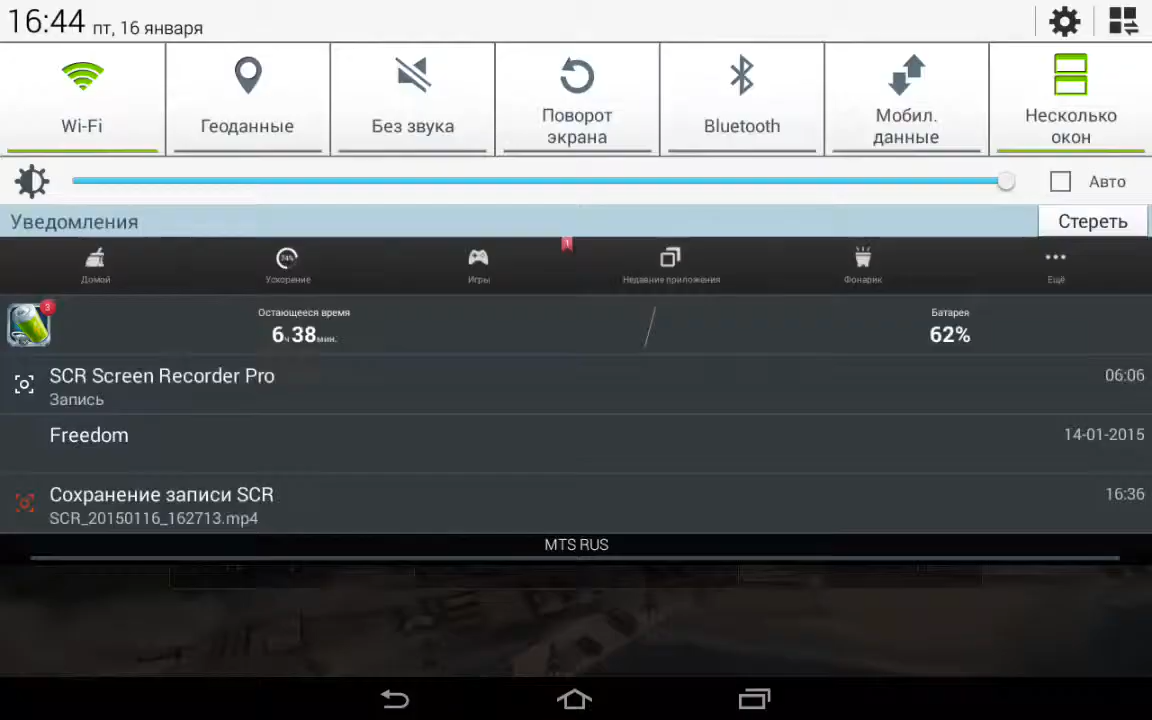 16:44 пт, 16 января
Wi-Fi
Геоданные
Без звука
Поворот
экрана
Bluetooth
Мобил.
данные
Несколько
окон
Авто
Уведомления
Стереть
1
Домой
74%
Ускорение
Игры
Недавние приложения
Фонарик
Ещё
3
Остающееся время
6ч 38мин.
Батарея
62%
SCR Screen Recorder Pro
06:06
Запись
Freedom
14-01-2015
Сохранение записи SCR
16:36
SCR_20150116_162713.mp4
MTS RUS